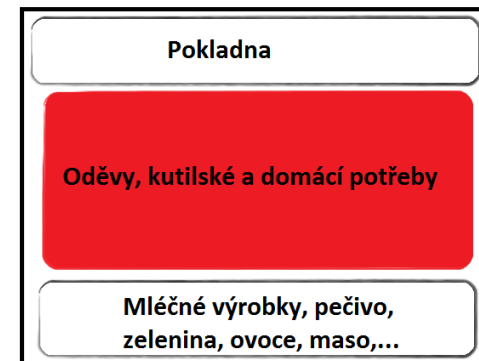 Pokladna
Oděvy, kutilské a domácí potřeby
Mléčné výrobky, pečivo,
zelenina, ovoce, maso,...